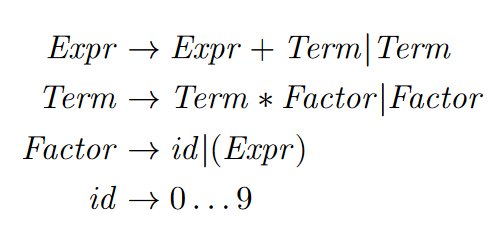 Expr → Expr + Term|Term
Term → Term ∗ Factor|Factor
Factor → id|(Expr)
id → 0 . . . 9